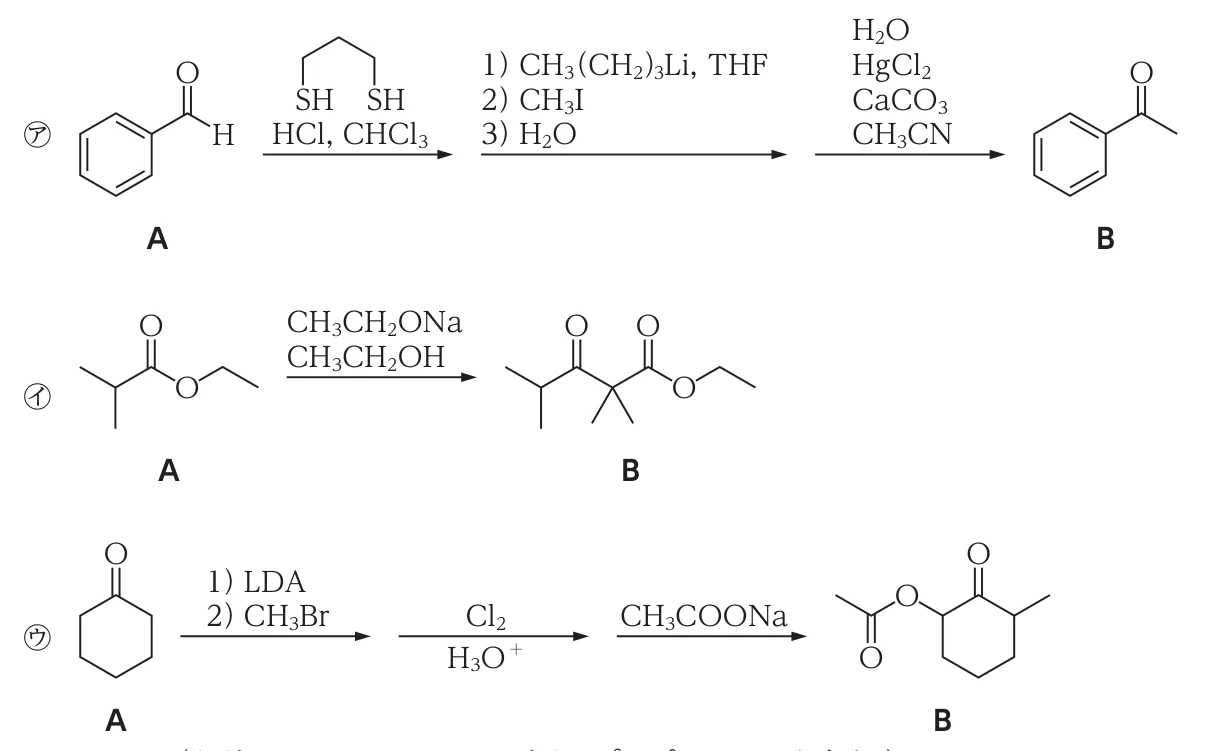 ㋐
O
H
SH SH
HCl, CHCl₃
1) CH₃(CH₂)₃Li, THF
2) CH₃I
3) H₂O
H₂O
HgCl₂
CaCO₃
CH₃CN
O
A
B
㋑
O
O
CH₃CH₂ONa
CH₃CH₂OH
O O
O
A
B
㋒
O
1) LDA
2) CH₃Br
Cl₂
H₃O⁺
CH₃COONa
O
O
O
A
B